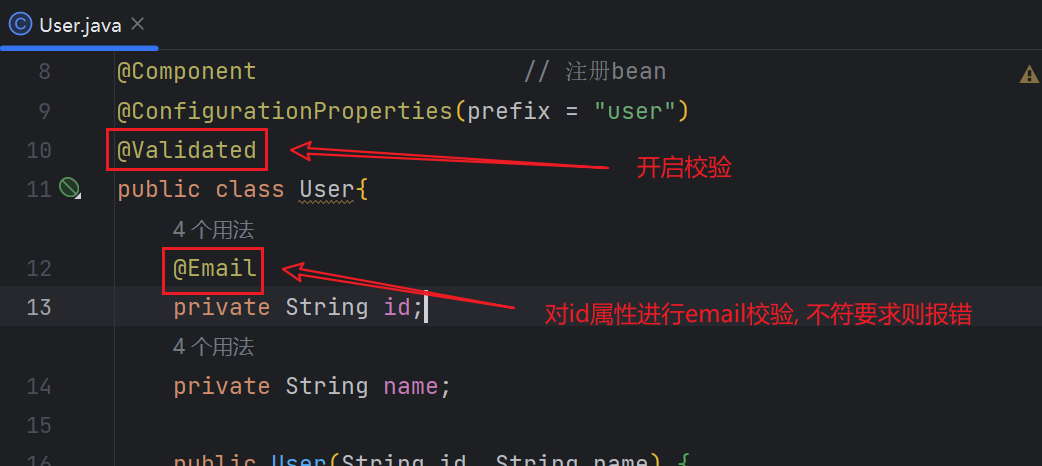 User.java
8 @Component // 注册bean
9 @ConfigurationProperties(prefix = "user")
10 @Validated
开启校验
11 public class User{
4 个用法
12 @Email
13 private String id;
对id属性进行email校验, 不符要求则报错
4 个用法
14 private String name;
15
16 public User(String id, String name) {